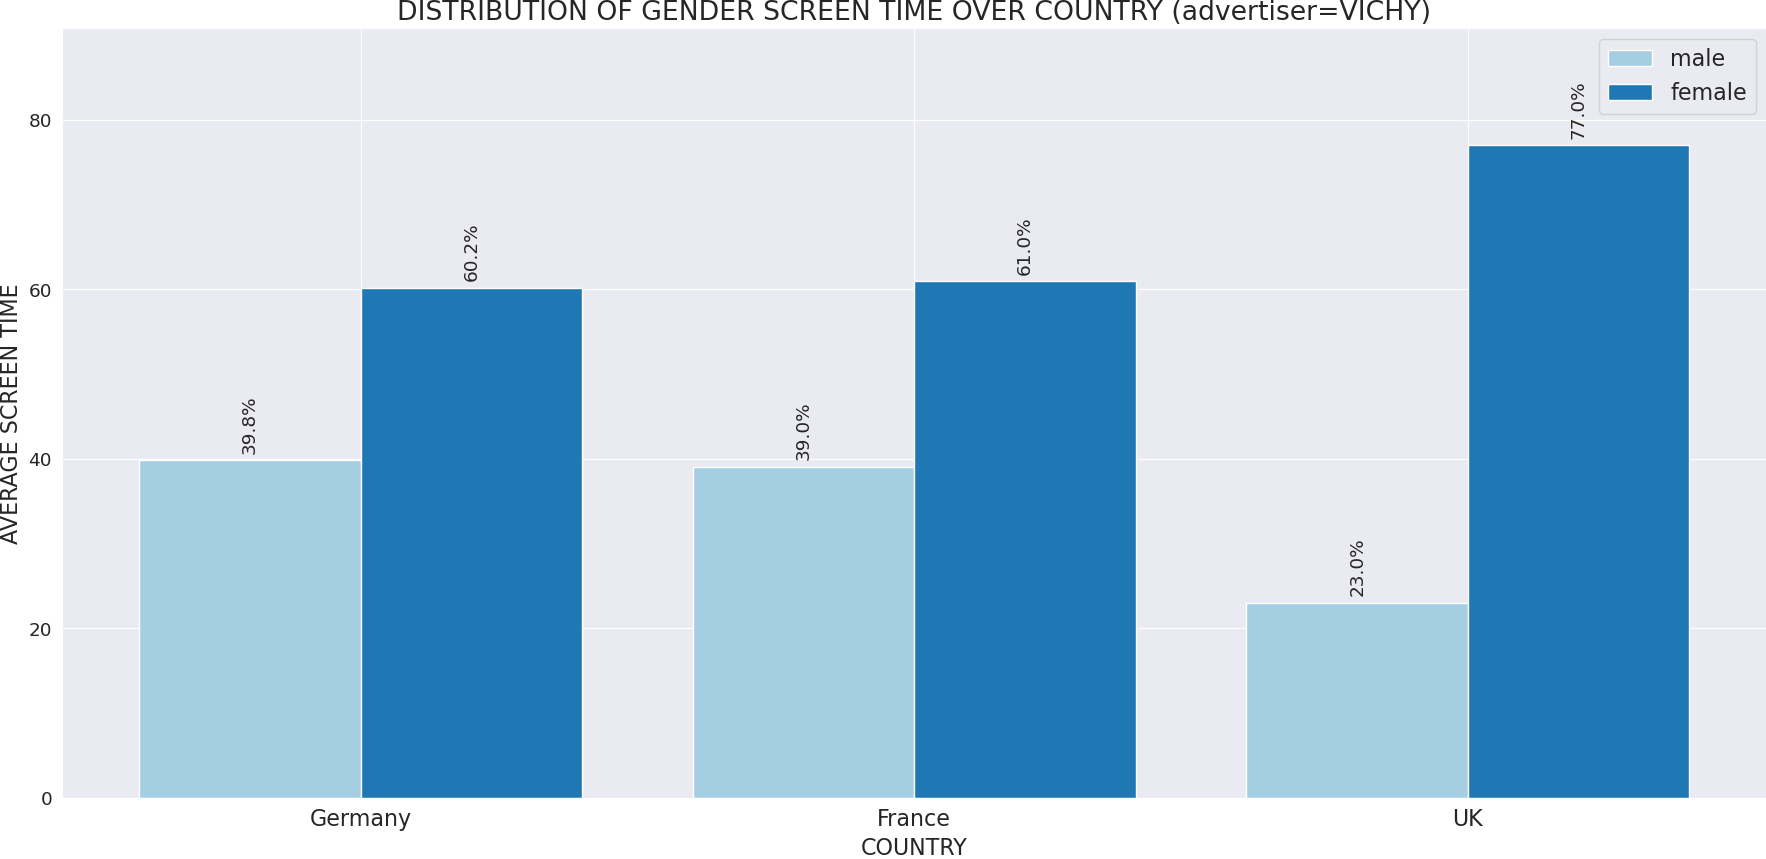 DISTRIBUTION OF GENDER SCREEN TIME OVER COUNTRY (advertiser=VICHY)
male
female
AVERAGE SCREEN TIME
80
60
40
20
0
39.8%
60.2%
39.0%
61.0%
23.0%
77.0%
Germany
France
UK
COUNTRY